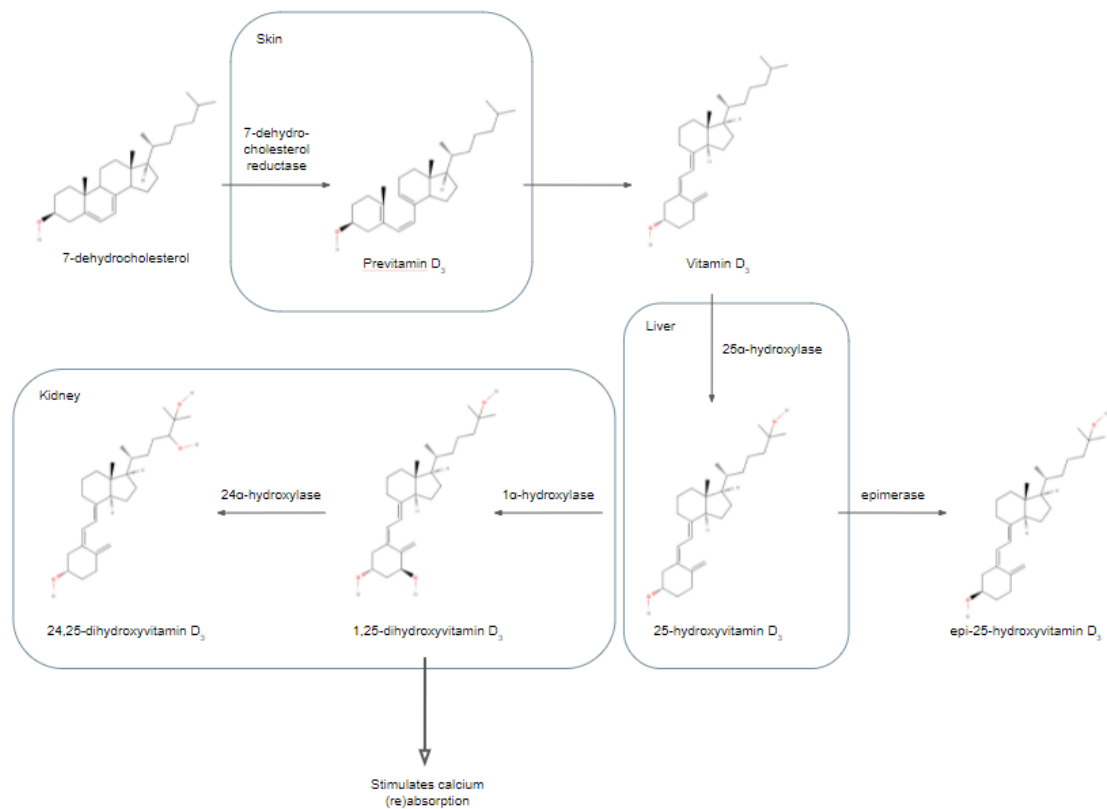 Skin
7-dehydro-
cholesterol
reductase
7-dehydrocholesterol
Previtamin D₃
Vitamin D₃
Liver
25α-hydroxylase
Kidney
24α-hydroxylase
1α-hydroxylase
epimerase
24,25-dihydroxyvitamin D₃
1,25-dihydroxyvitamin D₃
25-hydroxyvitamin D₃
epi-25-hydroxyvitamin D₃
Stimulates calcium
(re)absorption